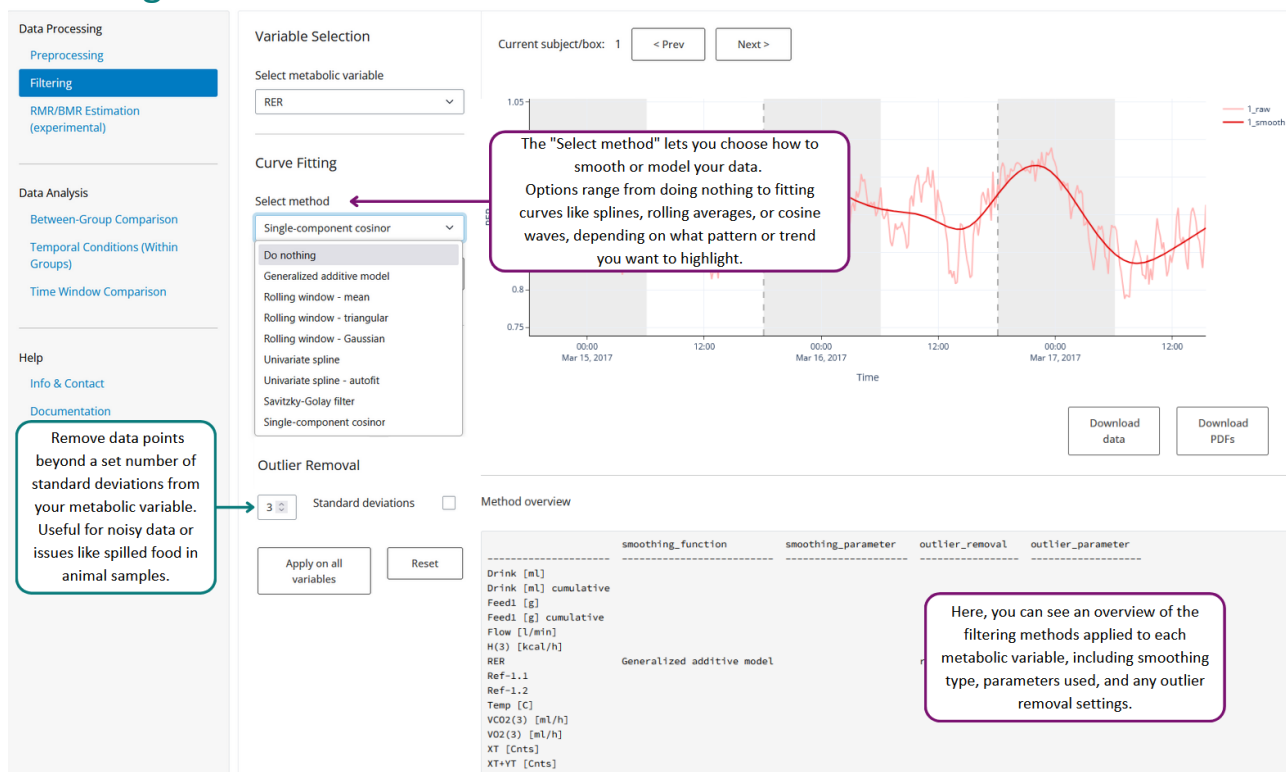 Data Processing
Preprocessing
Filtering
RMR/BMR Estimation
(experimental)
Data Analysis
Between-Group Comparison
Temporal Conditions (Within
Groups)
Time Window Comparison
Help
Info & Contact
Documentation
Remove data points
beyond a set number of
standard deviations from
your metabolic variable.
Useful for noisy data or
issues like spilled food in
animal samples.
Variable Selection
Select metabolic variable
RER
Curve Fitting
Select method
Single-component cosinor
Do nothing
Generalized additive model
Rolling window - mean
Rolling window - triangular
Rolling window - Gaussian
Univariate spline
Univariate spline - autofit
Savitzky-Golay filter
Single-component cosinor
Outlier Removal
3 Standard deviations
Apply on all
variables
Reset
Current subject/box: 1 < Prev Next >
1.05
1_raw
1_smooth
The "Select method" lets you choose how to
smooth or model your data.
Options range from doing nothing to fitting
curves like splines, rolling averages, or cosine
waves, depending on what pattern or trend
you want to highlight.
0.8
0.75
00:00 12:00 00:00 12:00 00:00 12:00
Mar 15, 2017 Mar 16, 2017 Mar 17, 2017
Time
Download
data
Download
PDFs
Method overview
smoothing_function smoothing_parameter outlier_removal outlier_parameter
Drink [ml]
Drink [ml] cumulative
Feed1 [g]
Feed1 [g] cumulative
Flow [l/min]
H(3) [kcal/h]
RER Generalized additive model
Ref-1.1
Ref-1.2
Temp [C]
VCO2(3) [ml/h]
VO2(3) [ml/h]
XT [Cnts]
XT+YT [Cnts]
Here, you can see an overview of the
filtering methods applied to each
metabolic variable, including smoothing
type, parameters used, and any outlier
removal settings.